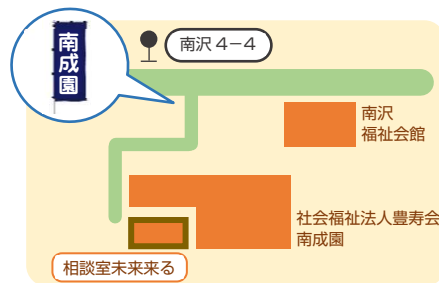 南成園
南沢4−4
南沢
福祉会館
社会福祉法人豊寿会
南成園
相談室未来来る